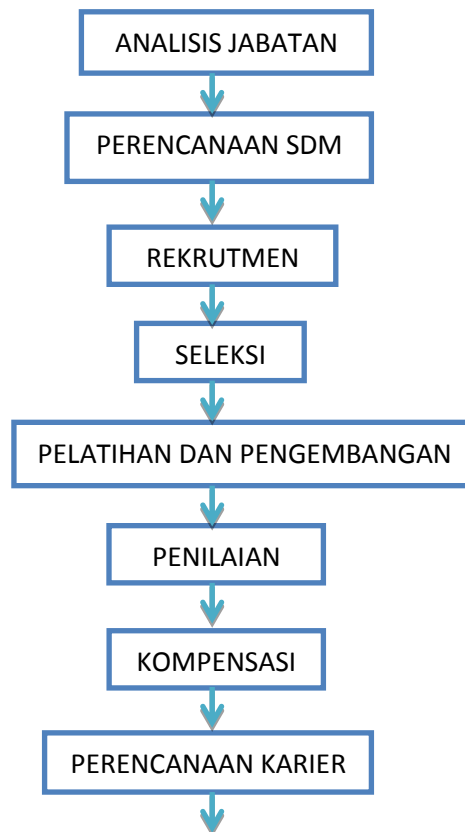 ANALISIS JABATAN
PERENCANAAN SDM
REKRUTMEN
SELEKSI
PELATIHAN DAN PENGEMBANGAN
PENILAIAN
KOMPENSASI
PERENCANAAN KARIER